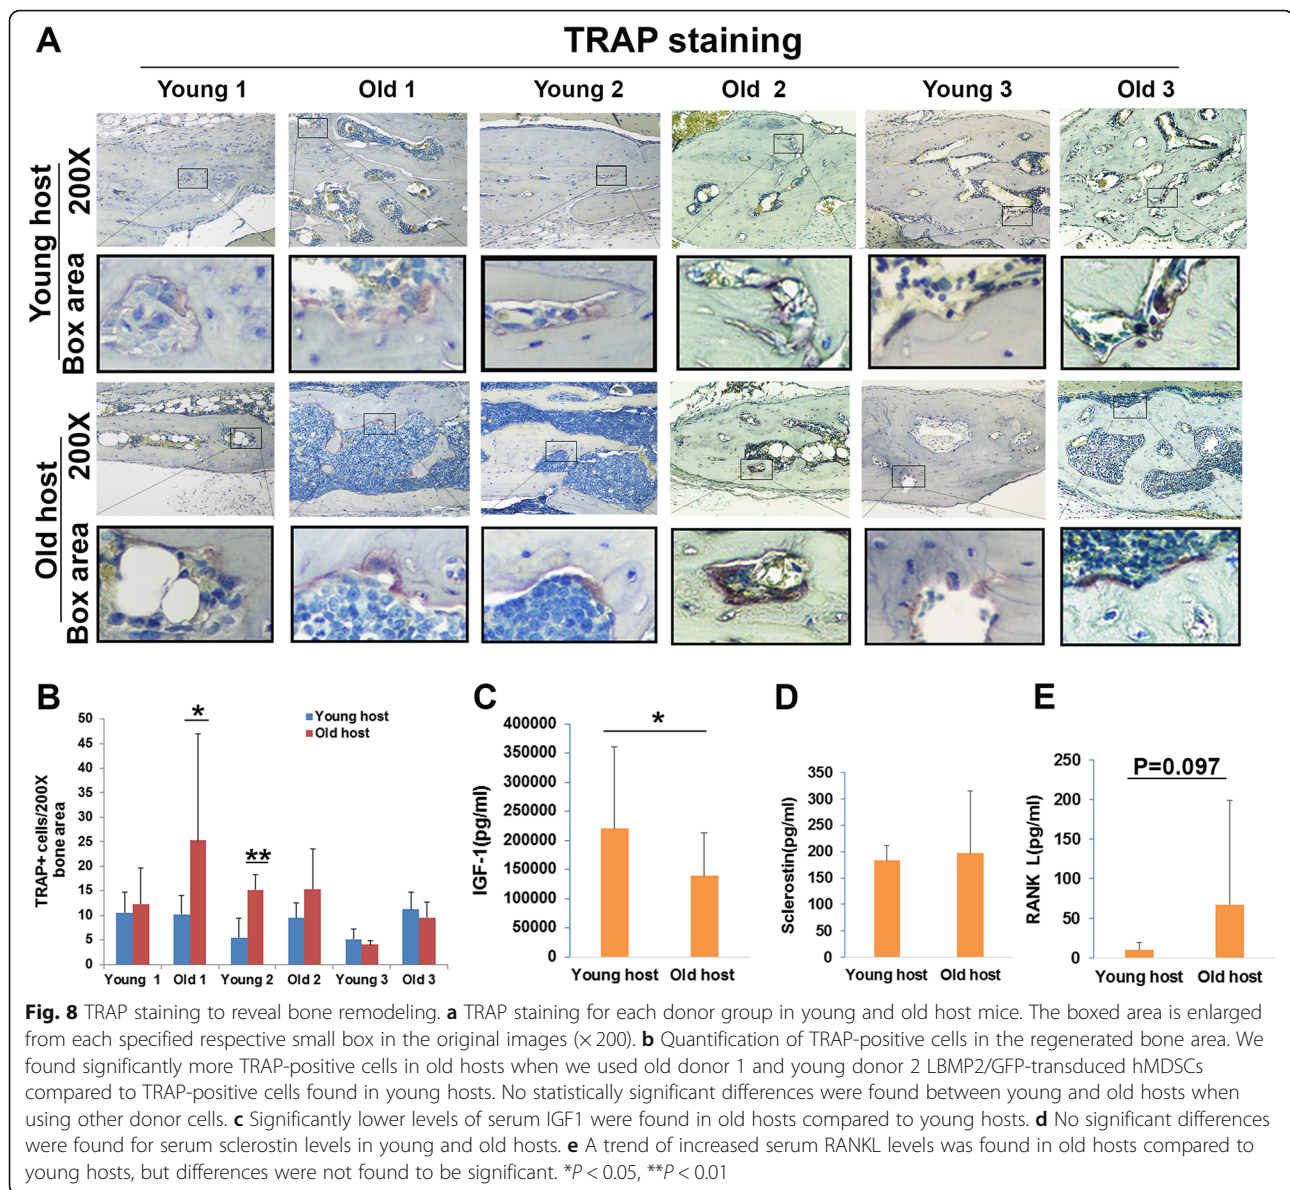 A
TRAP staining
Young 1 Old 1 Young 2 Old 2 Young 3 Old 3
Young host
200X
Box area
Old host
200X
Box area
B
TRAP+ cells/200X
bone area
50
45
40
35
30
25
20
15
10
5
0
*
**
Young host
Old host
Young 1 Old 1 Young 2 Old 2 Young 3 Old 3
C
IGF-1(pg/ml)
400000
350000
300000
250000
200000
150000
100000
50000
0
*
Young host Old host
D
Sclerostin(pg/ml)
350
300
250
200
150
100
50
0
Young host Old host
E
RANK L(pg/ml)
250
200
150
100
50
0
P=0.097
Young host Old host
Fig. 8 TRAP staining to reveal bone remodeling. a TRAP staining for each donor group in young and old host mice. The boxed area is enlarged
from each specified respective small box in the original images (× 200). b Quantification of TRAP-positive cells in the regenerated bone area. We
found significantly more TRAP-positive cells in old hosts when we used old donor 1 and young donor 2 LBMP2/GFP-transduced hMDSCs
compared to TRAP-positive cells found in young hosts. No statistically significant differences were found between young and old hosts when
using other donor cells. c Significantly lower levels of serum IGF1 were found in old hosts compared to young hosts. d No significant differences
were found for serum sclerostin levels in young and old hosts. e A trend of increased serum RANKL levels was found in old hosts compared to
young hosts, but differences were not found to be significant. *P < 0.05, **P < 0.01